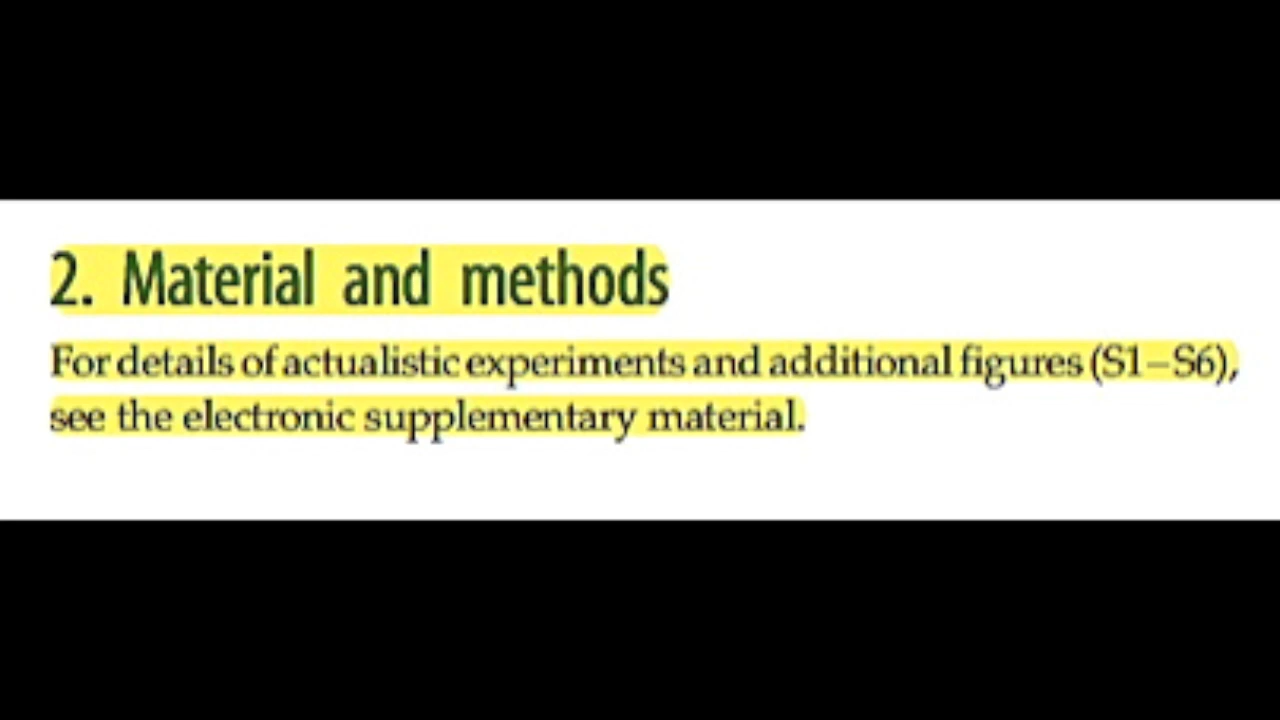 2. Material and methods
For details of actualistic experiments and additional figures (S1–S6),
see the electronic supplementary material.